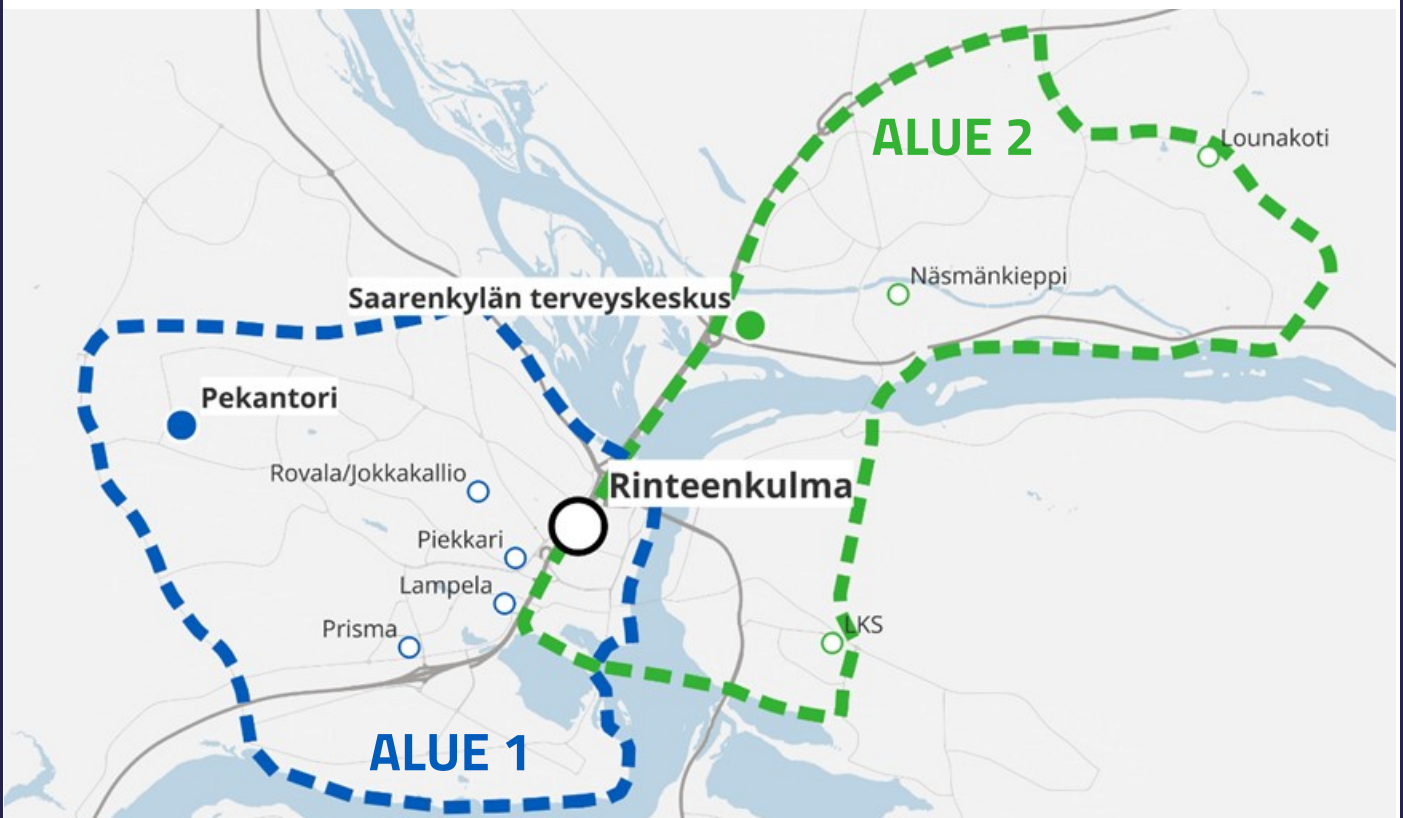 ALUE 2
Lounakoti
Näsmänkieppi
Saarenkylän terveyskeskus
Pekantori
Rovala/Jokkakallio
Rinteenkulma
Piekkari
Lampela
Prisma
LKS
ALUE 1